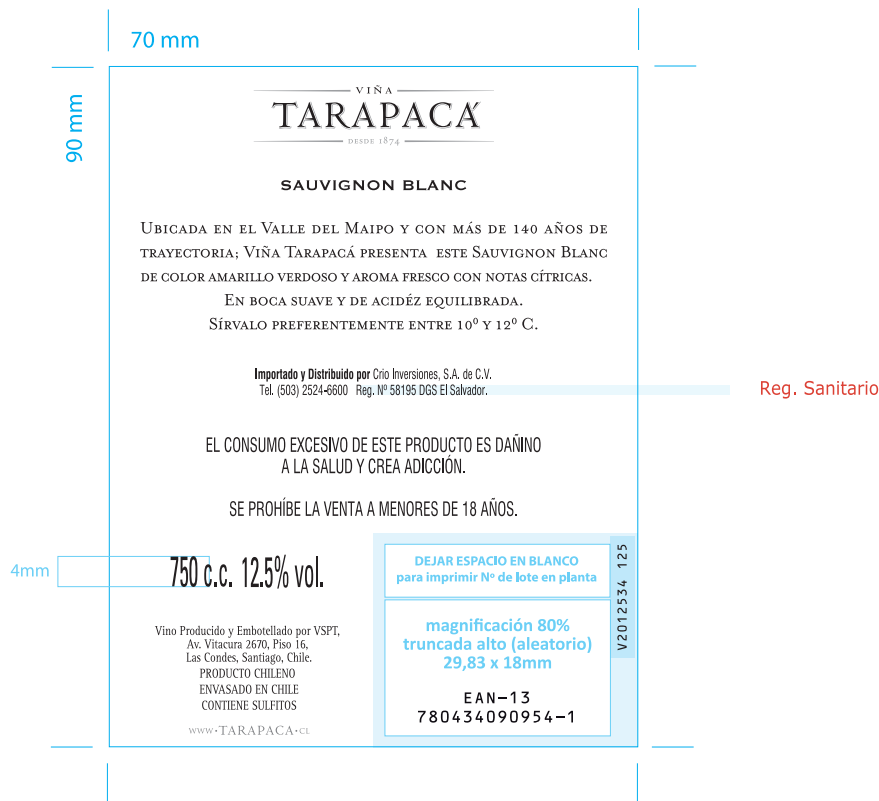 70 mm
90 mm
VIÑA
TARAPACÁ
DESDE 1874
SAUVIGNON BLANC
UBICADA EN EL VALLE DEL MAIPO Y CON MÁS DE 140 AÑOS DE
TRAYECTORIA; VIÑA TARAPACÁ PRESENTA ESTE SAUVIGNON BLANC
DE COLOR AMARILLO VERDOSO Y AROMA FRESCO CON NOTAS CÍTRICAS.
EN BOCA SUAVE Y DE ACIDÉZ EQUILIBRADA.
SÍRVALO PREFERENTEMENTE ENTRE 10º Y 12º C.
Importado y Distribuido por Crio Inversiones, S.A. de C.V.
Tel. (503) 2524-6600 Reg. Nº 58195 DGS El Salvador.
Reg. Sanitario
EL CONSUMO EXCESIVO DE ESTE PRODUCTO ES DAÑINO
A LA SALUD Y CREA ADICCIÓN.
SE PROHÍBE LA VENTA A MENORES DE 18 AÑOS.
4mm
750 c.c. 12.5% vol.
Vino Producido y Embotellado por VSPT,
Av. Vitacura 2670, Piso 16,
Las Condes, Santiago, Chile.
PRODUCTO CHILENO
ENVASADO EN CHILE
CONTIENE SULFITOS
WWW•TARAPACA•CL
DEJAR ESPACIO EN BLANCO
para imprimir Nº de lote en planta
magnificación 80%
truncada alto (aleatorio)
29,83 x 18mm
EAN-13
780434090954-1
V2012534 125